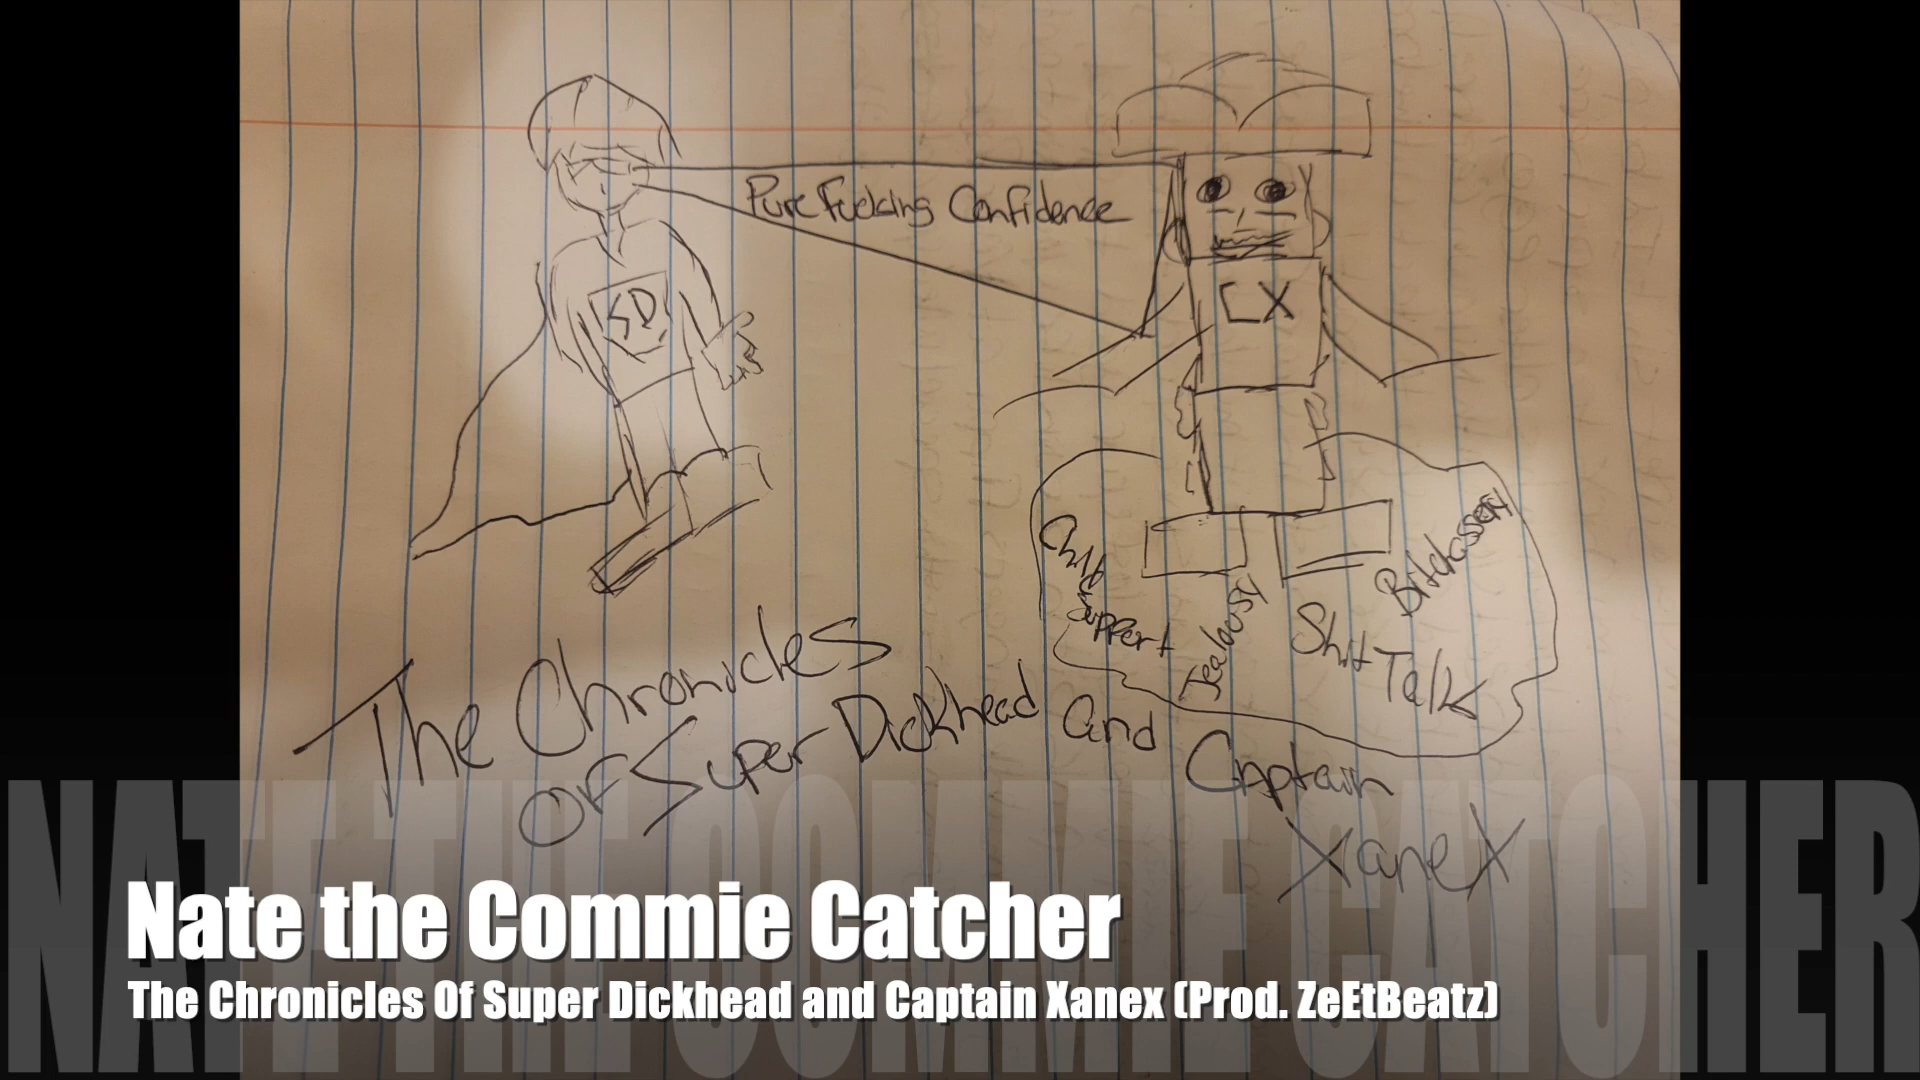 Pure Fucking Confidence
SD
CX
Child
Support
Jealousy
Shit Talk
Bitchassery
The Chronicles
Of Super Dickhead and Captain
Xanex
NATE THE COMMIE CATCHER
Nate the Commie Catcher
The Chronicles Of Super Dickhead and Captain Xanex (Prod. ZeEtBeatz)